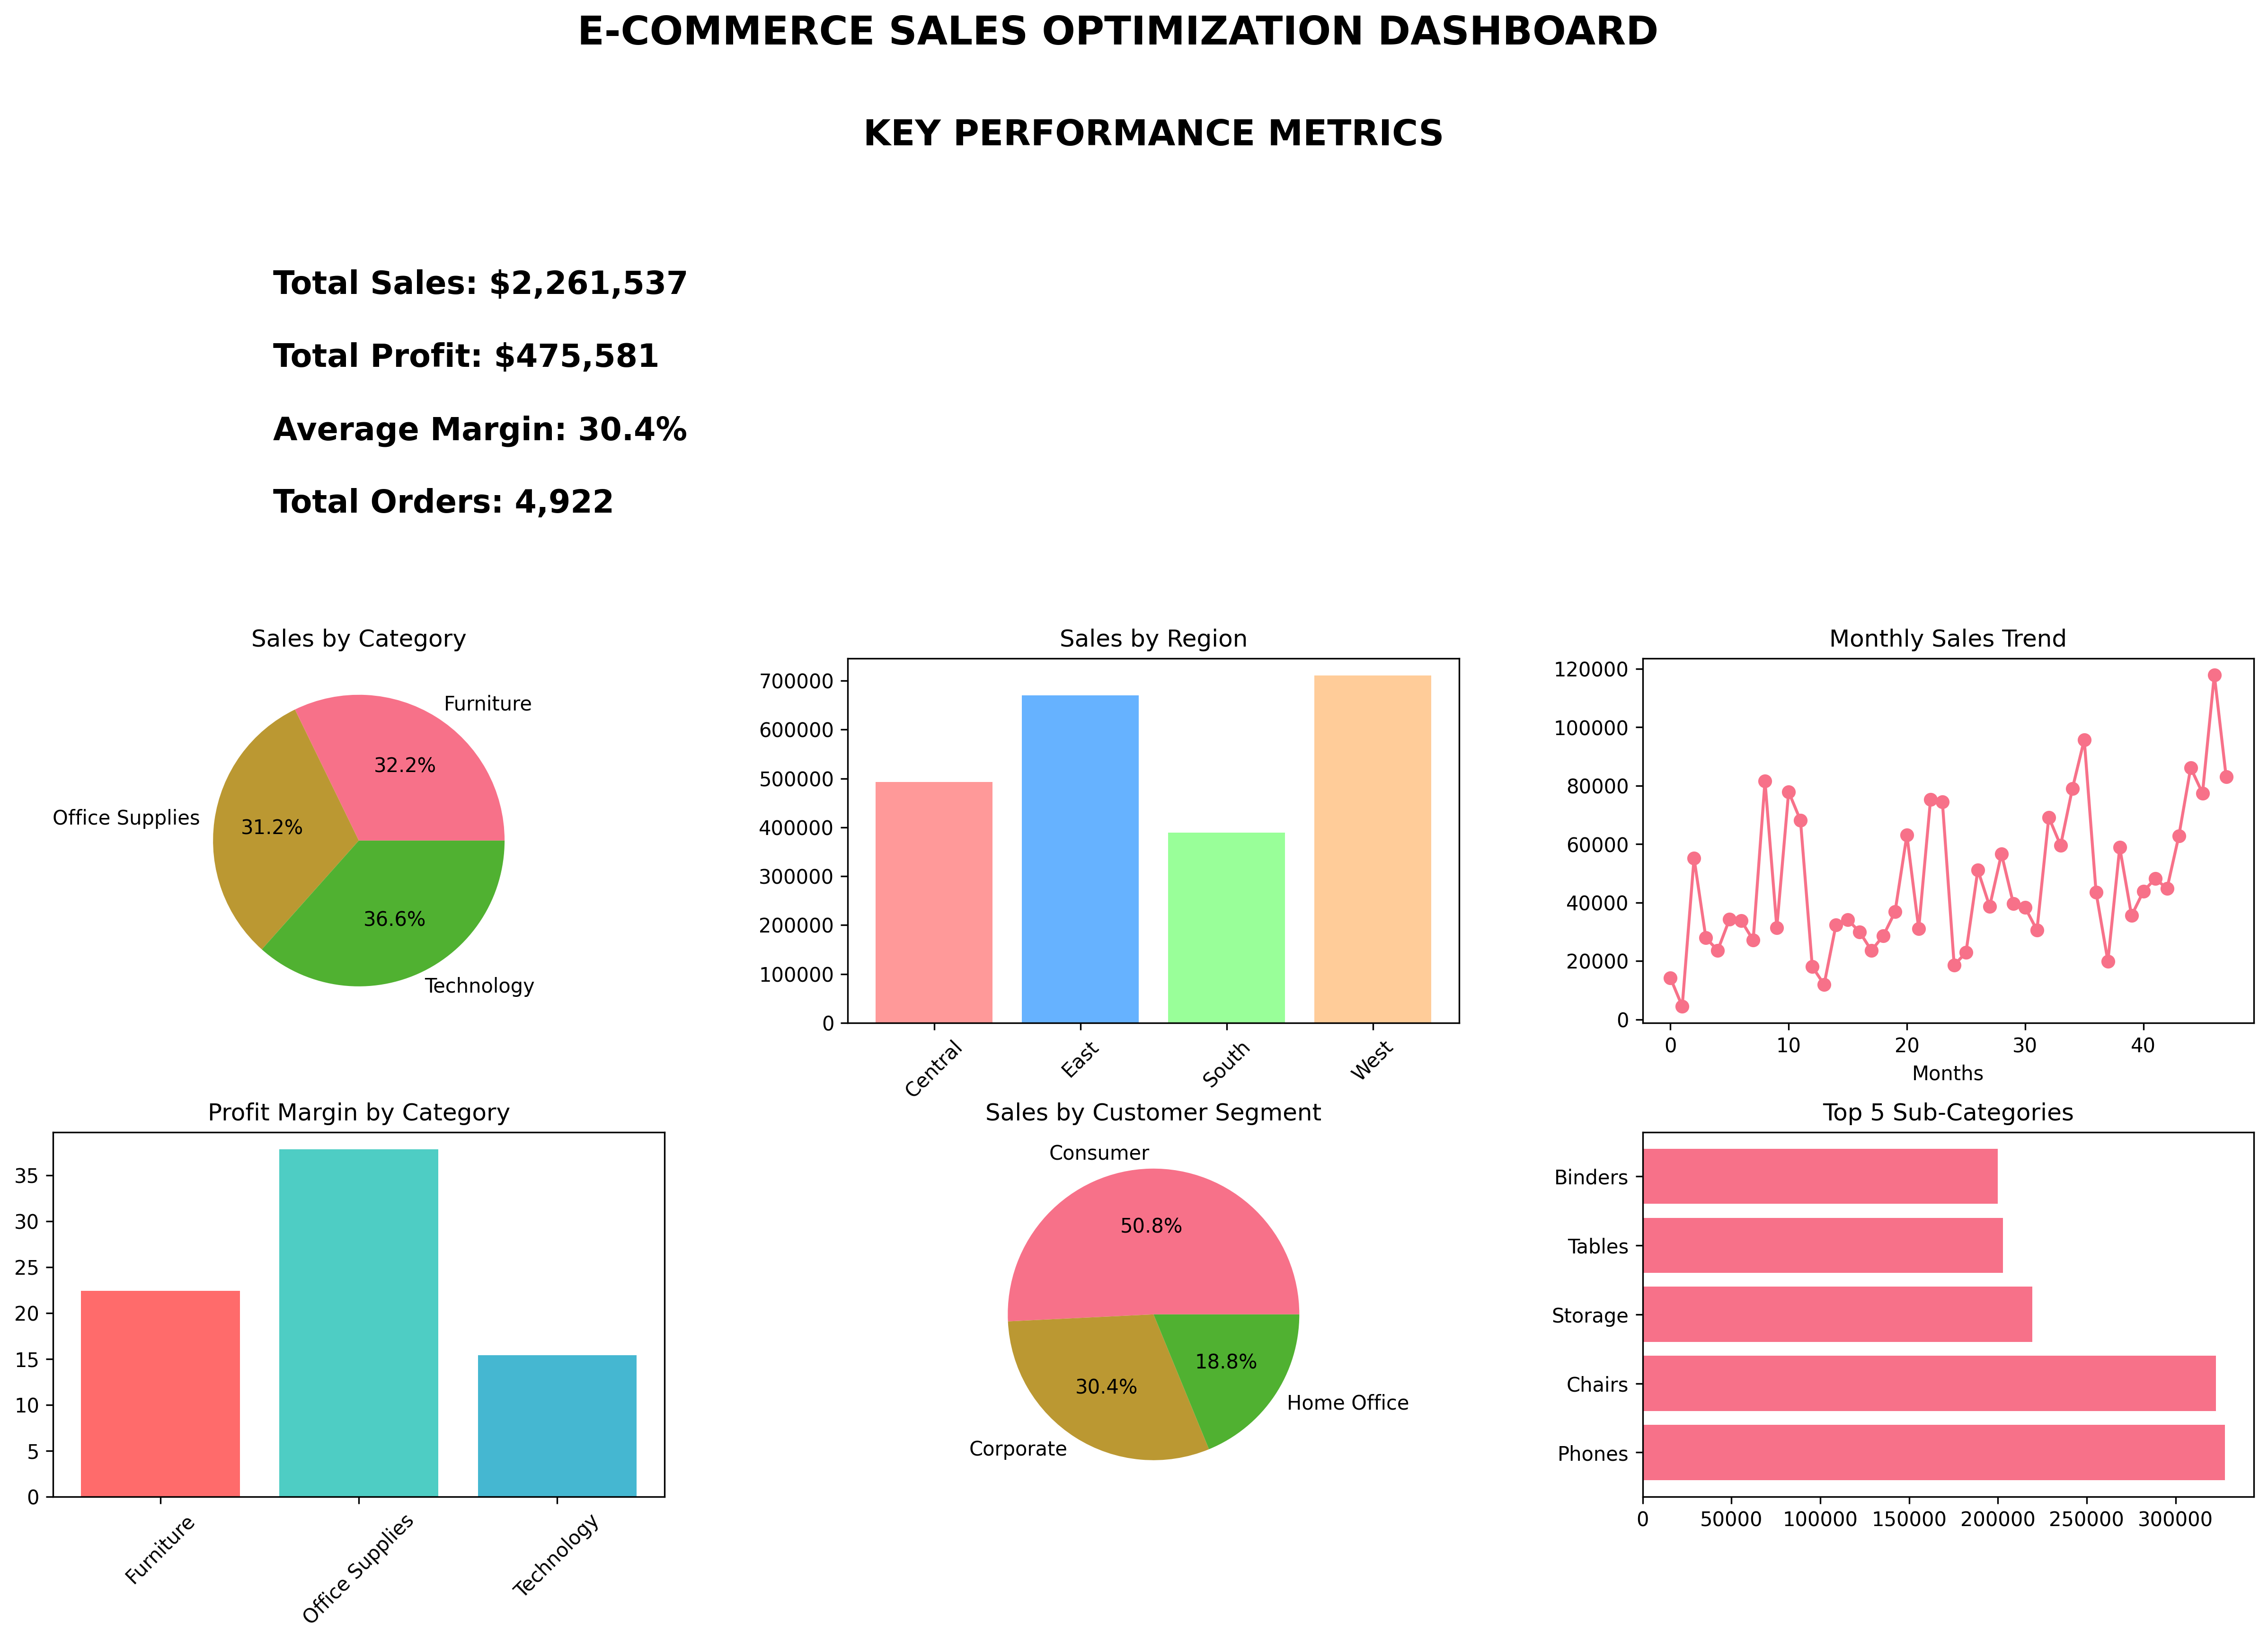 E-COMMERCE SALES OPTIMIZATION DASHBOARD
KEY PERFORMANCE METRICS
Total Sales: $2,261,537
Total Profit: $475,581
Average Margin: 30.4%
Total Orders: 4,922
Sales by Category
Furniture
32.2%
Office Supplies
31.2%
36.6%
Technology
Sales by Region
700000
600000
500000
400000
300000
200000
100000
0
Central
East
South
West
Monthly Sales Trend
120000
100000
80000
60000
40000
20000
0
0 10 20 30 40
Months
Profit Margin by Category
35
30
25
20
15
10
5
0
Furniture
Office Supplies
Technology
Sales by Customer Segment
Consumer
50.8%
18.8%
30.4%
Home Office
Corporate
Top 5 Sub-Categories
Binders
Tables
Storage
Chairs
Phones
0 50000 100000 150000 200000 250000 300000